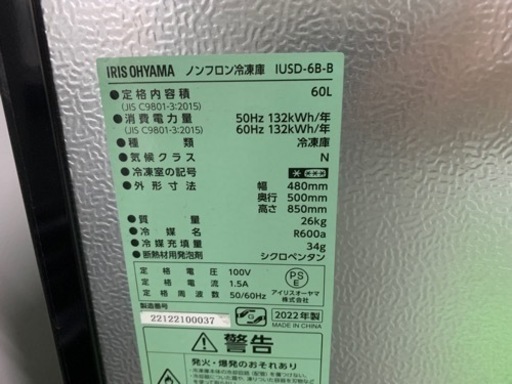 IRIS OHYAMA ノンフロン冷凍庫 IUSD-6B-B
●定格内容積 60L
(JIS C9801-3:2015)
●消費電力量 50Hz 132kWh/年
(JIS C9801-3:2015) 60Hz 132kWh/年
●種類 冷凍庫
●気候クラス N
●冷凍室の記号
●外形寸法 幅 480mm
奥行 500mm
高さ 850mm
●質量 26kg
●冷媒名 R600a
●冷媒充填量 34g
●断熱材用発泡剤 シクロペンタン
定格電圧 100V
定格電流 1.5A
定格周波数 50/60Hz
PSE
アイリスオーヤマ
株式会社
製造番号
22122100037
2022年製
MADE IN CHINA
警告
発火・爆発のおそれあり